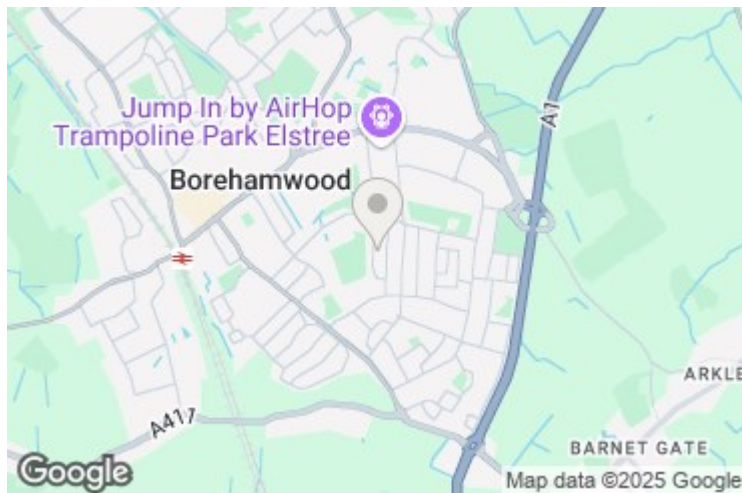 Jump In by AirHop
Trampoline Park Elstree
A1
Borehamwood
ARKLE
A411
BARNET GATE
Google
Map data ©2025 Google